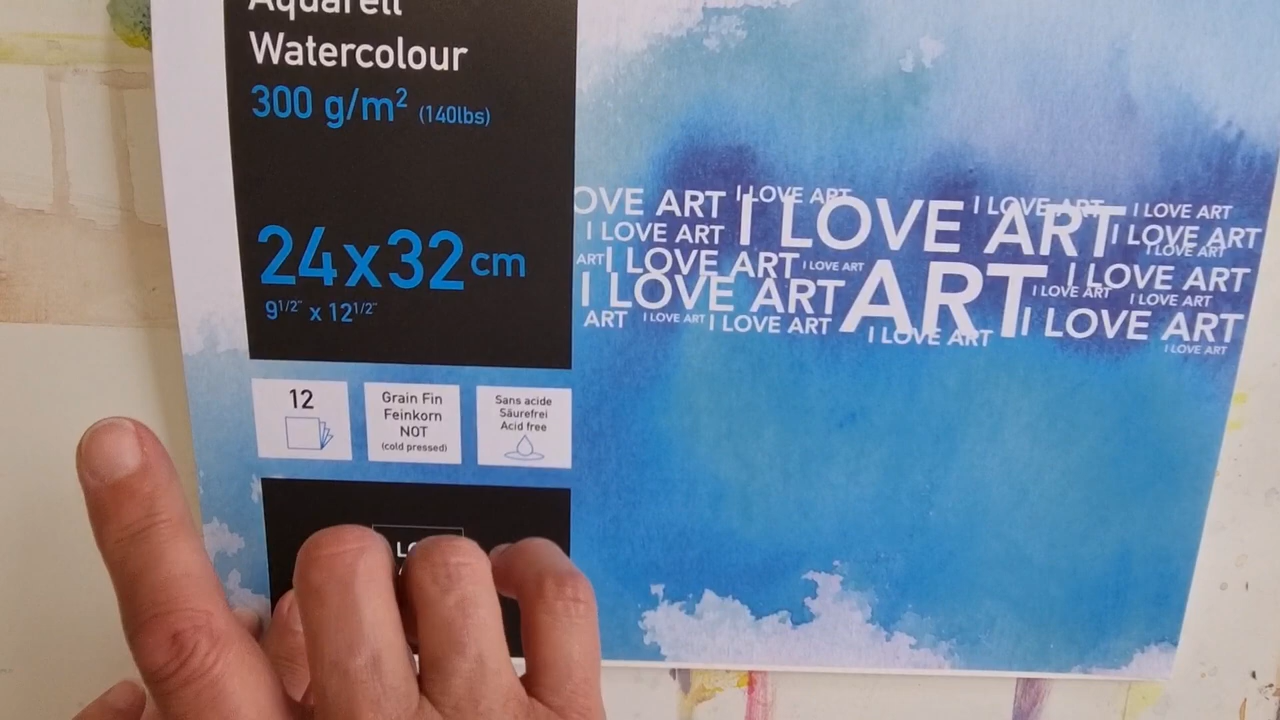 Aquarell
Watercolour
300 g/m² (140lbs)
24x32cm
9 1/2" x 12 1/2"
12
Grain Fin
Feinkorn
NOT
(cold pressed)
Sans acide
Säurefrei
Acid free
OVE ART
I LOVE ART
I LOVE ART
I LOVE ART
I LOVE ART
I LOVE ART
I LOVE ART
I LOVE ART
ART
I LOVE ART
I LOVE ART
I LOVE ART
I LOVE ART
ART
I LOVE ART
I LOVE ART
ART
I LOVE ART
I LOVE ART
I LOVE ART
I LOVE ART
I LOVE ART